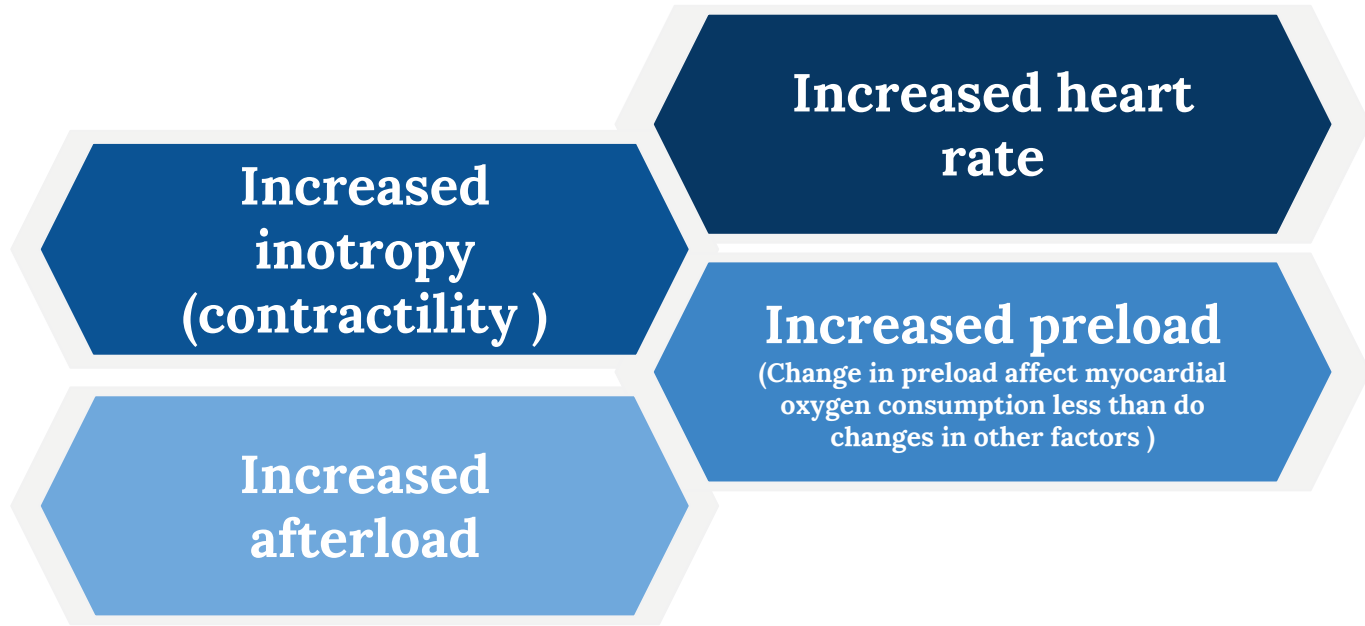 Increased heart
rate
Increased
inotropy
(contractility )
Increased preload
(Change in preload affect myocardial
oxygen consumption less than do
changes in other factors )
Increased
afterload